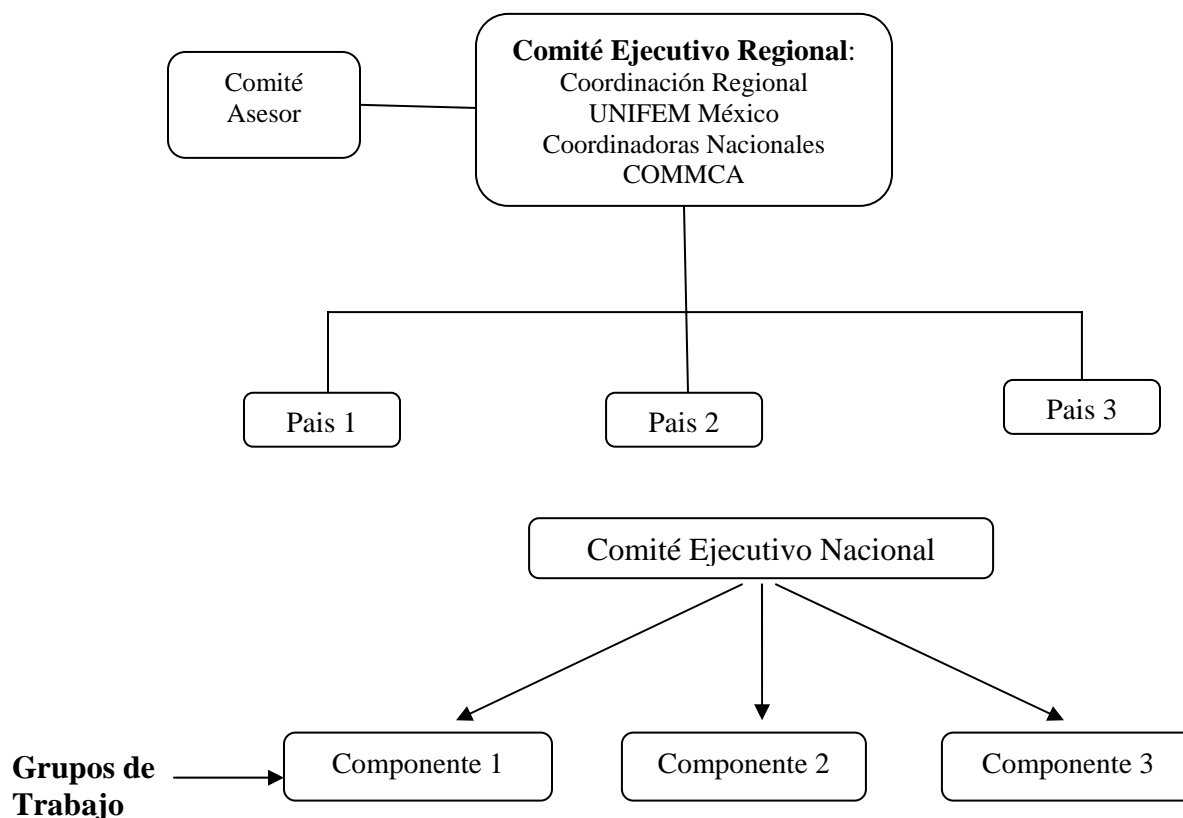 Comité
Asesor
Comité Ejecutivo Regional:
Coordinación Regional
UNIFEM México
Coordinadoras Nacionales
COMMCA
Pais 1
Pais 2
Pais 3
Comité Ejecutivo Nacional
Grupos de
Trabajo
Componente 1
Componente 2
Componente 3